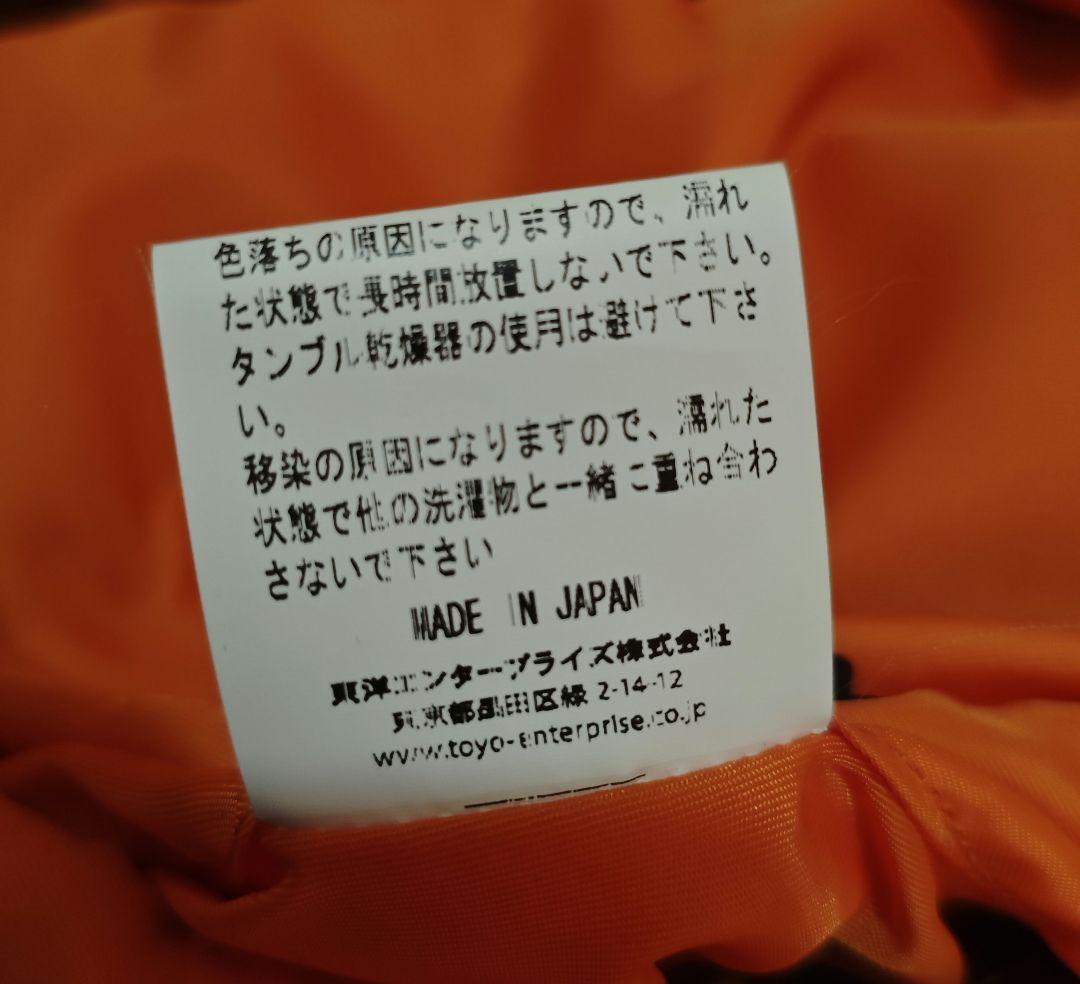 色落ちの原因になりますので、濡れ
た状態で長時間放置しないで下さい。
タンブル乾燥器の使用は避けて下さ
い。
移染の原因になりますので、濡れた
状態で他の洗濯物と一緒に重ね合わ
さないで下さい
MADE IN JAPAN
東洋エンタープライズ株式会社
東京都墨田区緑 2-14-12
www.toyo-enterprise.co.jp